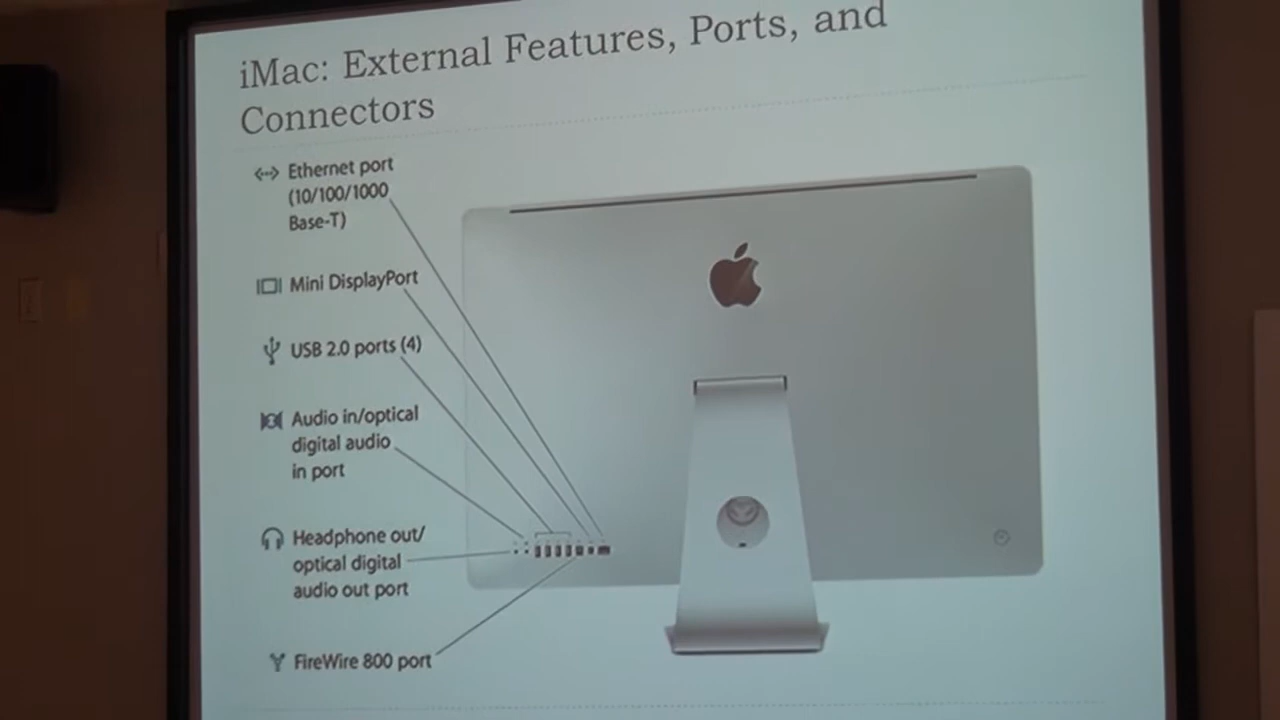 iMac: External Features, Ports, and
Connectors
Ethernet port
(10/100/1000
Base-T)
Mini DisplayPort
USB 2.0 ports (4)
Audio in/optical
digital audio
in port
Headphone out/
optical digital
audio out port
FireWire 800 port